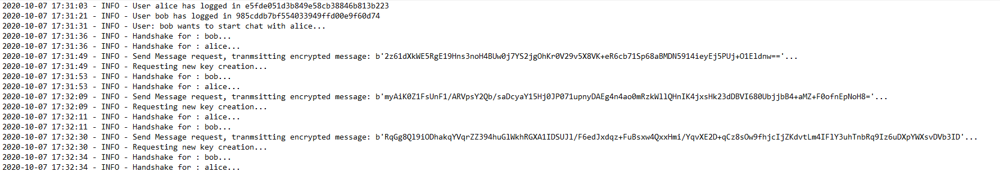 2020-10-07 17:31:03 - INFO - User alice has logged in e5fde051d3b849e58cb38846b813b223
2020-10-07 17:31:21 - INFO - User bob has logged in 985cddb7bf554033949ffd00e9f60d74
2020-10-07 17:31:31 - INFO - User: bob wants to start chat with alice...
2020-10-07 17:31:36 - INFO - Handshake for : bob...
2020-10-07 17:31:36 - INFO - Handshake for : alice...
2020-10-07 17:31:49 - INFO - Send Message request, tranmsitting encrypted message: b'2z61dXkWE5RgE19Hns3noH4BUw0j7YS2jgOhKr0V29v5X8VK+eR6cb71Sp68aBMDN5914ieyEj5PUj+O1Eldnw=='...
2020-10-07 17:31:49 - INFO - Requesting new key creation...
2020-10-07 17:31:53 - INFO - Handshake for : bob...
2020-10-07 17:31:53 - INFO - Handshake for : alice...
2020-10-07 17:32:09 - INFO - Send Message request, tranmsitting encrypted message: b'myAiK0Z1FsUnF1/ARVpsY2Qb/saDcyaY15Hj0JP071upnyDAEg4n4ao0mRzkWllQHnIK4jxsHk23dDBVI680UbjjbB4+aMZ+F0ofnEpNoH8='...
2020-10-07 17:32:09 - INFO - Requesting new key creation...
2020-10-07 17:32:11 - INFO - Handshake for : alice...
2020-10-07 17:32:11 - INFO - Handshake for : bob...
2020-10-07 17:32:30 - INFO - Send Message request, tranmsitting encrypted message: b'RqGg8Ql9iODhakqYVqrZZ394huGlWkhRGXA1IDSUJl/F6edJxdqz+FuBsxw4QxxHmi/YqvXE2D+qCz8sOw9fhjcIjZKdvtLm4IFlY3uhTnbRq9Iz6uDXpYWXsvDVb3ID'...
2020-10-07 17:32:30 - INFO - Requesting new key creation...
2020-10-07 17:32:34 - INFO - Handshake for : bob...
2020-10-07 17:32:34 - INFO - Handshake for : alice...